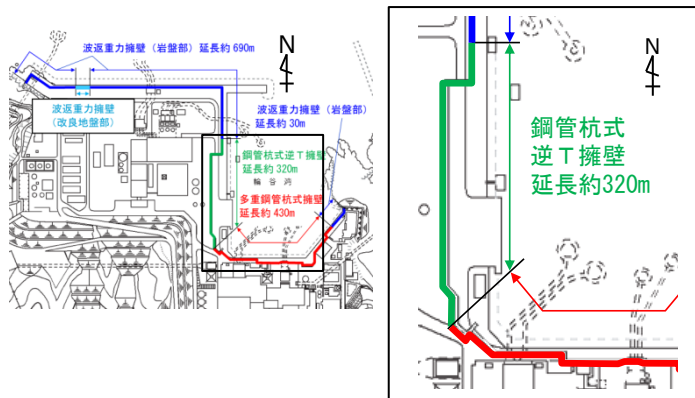 波返重力擁壁（岩盤部）延長約690m
N
波返重力擁壁
（改良地盤部）
波返重力擁壁（岩盤部）
延長約30m
鋼管杭式逆Ｔ擁壁
延長約320m
輪谷湾
多重鋼管杭式擁壁
延長約430m
N
鋼管杭式
逆Ｔ擁壁
延長約320m